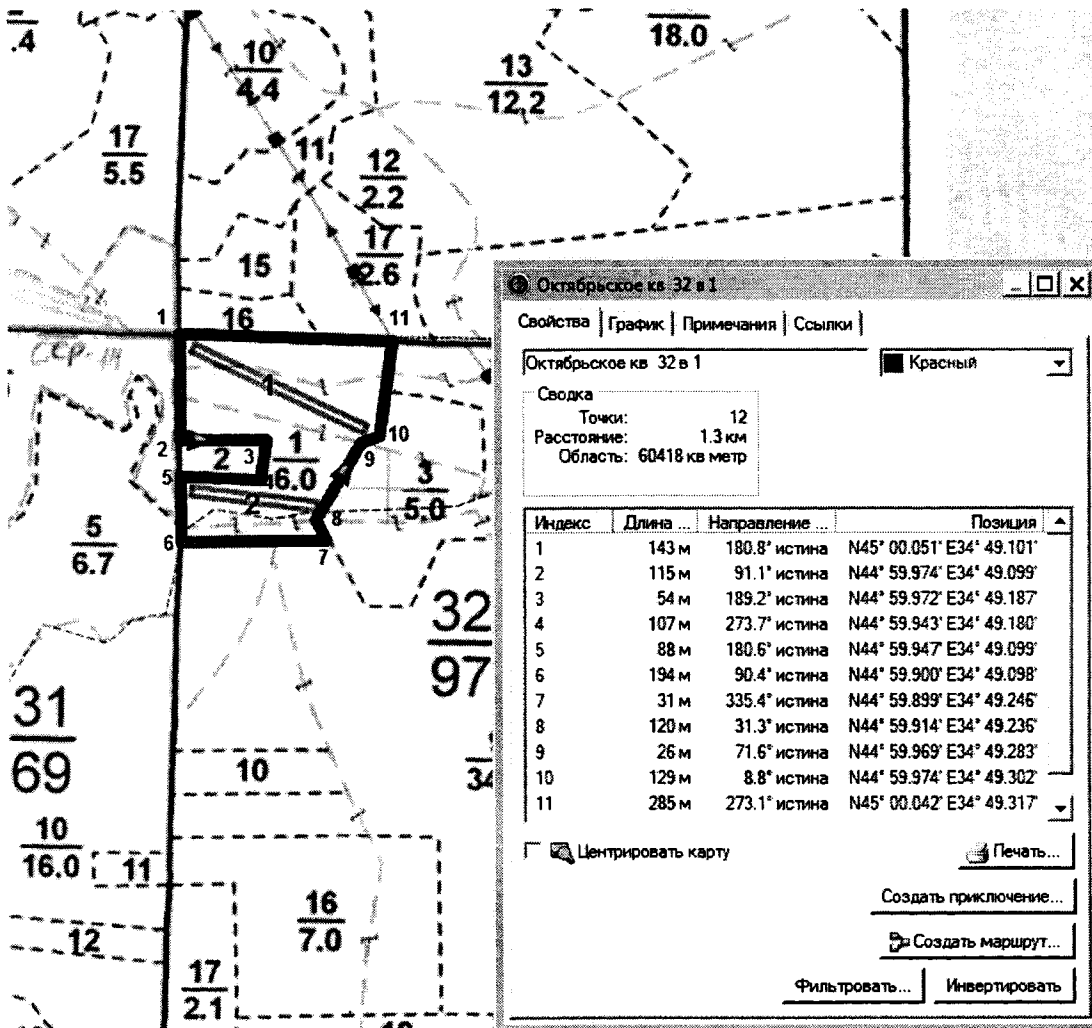 .4
10
4.4
18.0
13
12.2
17
5.5
11
12
2.2
17
2.6
15
1
16
11
1
10
2
2
3
1
6.0
9
5
4
3
5.0
2
8
5
6.7
6
7
32
97
31
69
10
34
10
16.0
11
16
7.0
12
17
2.1
Октябрьское кв 32 в 1
Свойства
График
Примечания
Ссылки
Октябрьское кв 32 в 1
Красный
Сводка
Точки: 12
Расстояние: 1.3 км
Область: 60418 кв метр
Индекс Длина ... Направление ... Позиция
1 143 м 180.8° истина N45° 00.051' E34° 49.101'
2 115 м 91.1° истина N44° 59.974' E34° 49.099'
3 54 м 189.2° истина N44° 59.972' E34° 49.187'
4 107 м 273.7° истина N44° 59.943' E34° 49.180'
5 88 м 180.6° истина N44° 59.947' E34° 49.099'
6 194 м 90.4° истина N44° 59.900' E34° 49.098'
7 31 м 335.4° истина N44° 59.899' E34° 49.246'
8 120 м 31.3° истина N44° 59.914' E34° 49.236'
9 26 м 71.6° истина N44° 59.969' E34° 49.283'
10 129 м 8.8° истина N44° 59.974' E34° 49.302'
11 285 м 273.1° истина N45° 00.042' E34° 49.317'
Центрировать карту
Печать...
Создать приключение...
Создать маршрут...
Фильтровать...
Инвертировать